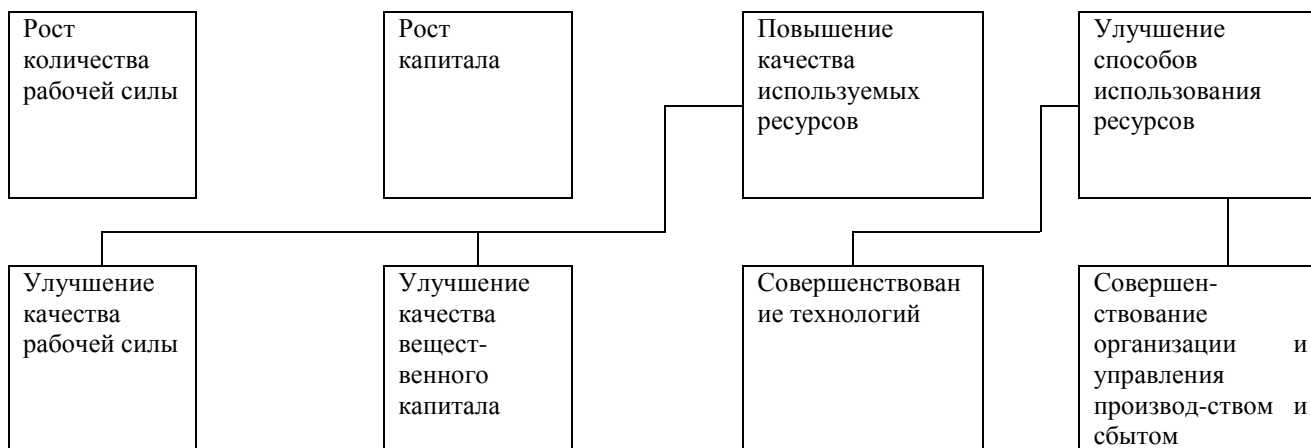 Рост
количества
рабочей силы
Рост
капитала
Повышение
качества
используемых
ресурсов
Улучшение
способов
использования
ресурсов
Улучшение
качества
рабочей силы
Улучшение
качества
вещест-
венного
капитала
Совершенствован
ие технологий
Совершен-
ствование
организации и
управления
производ-ством и
сбытом